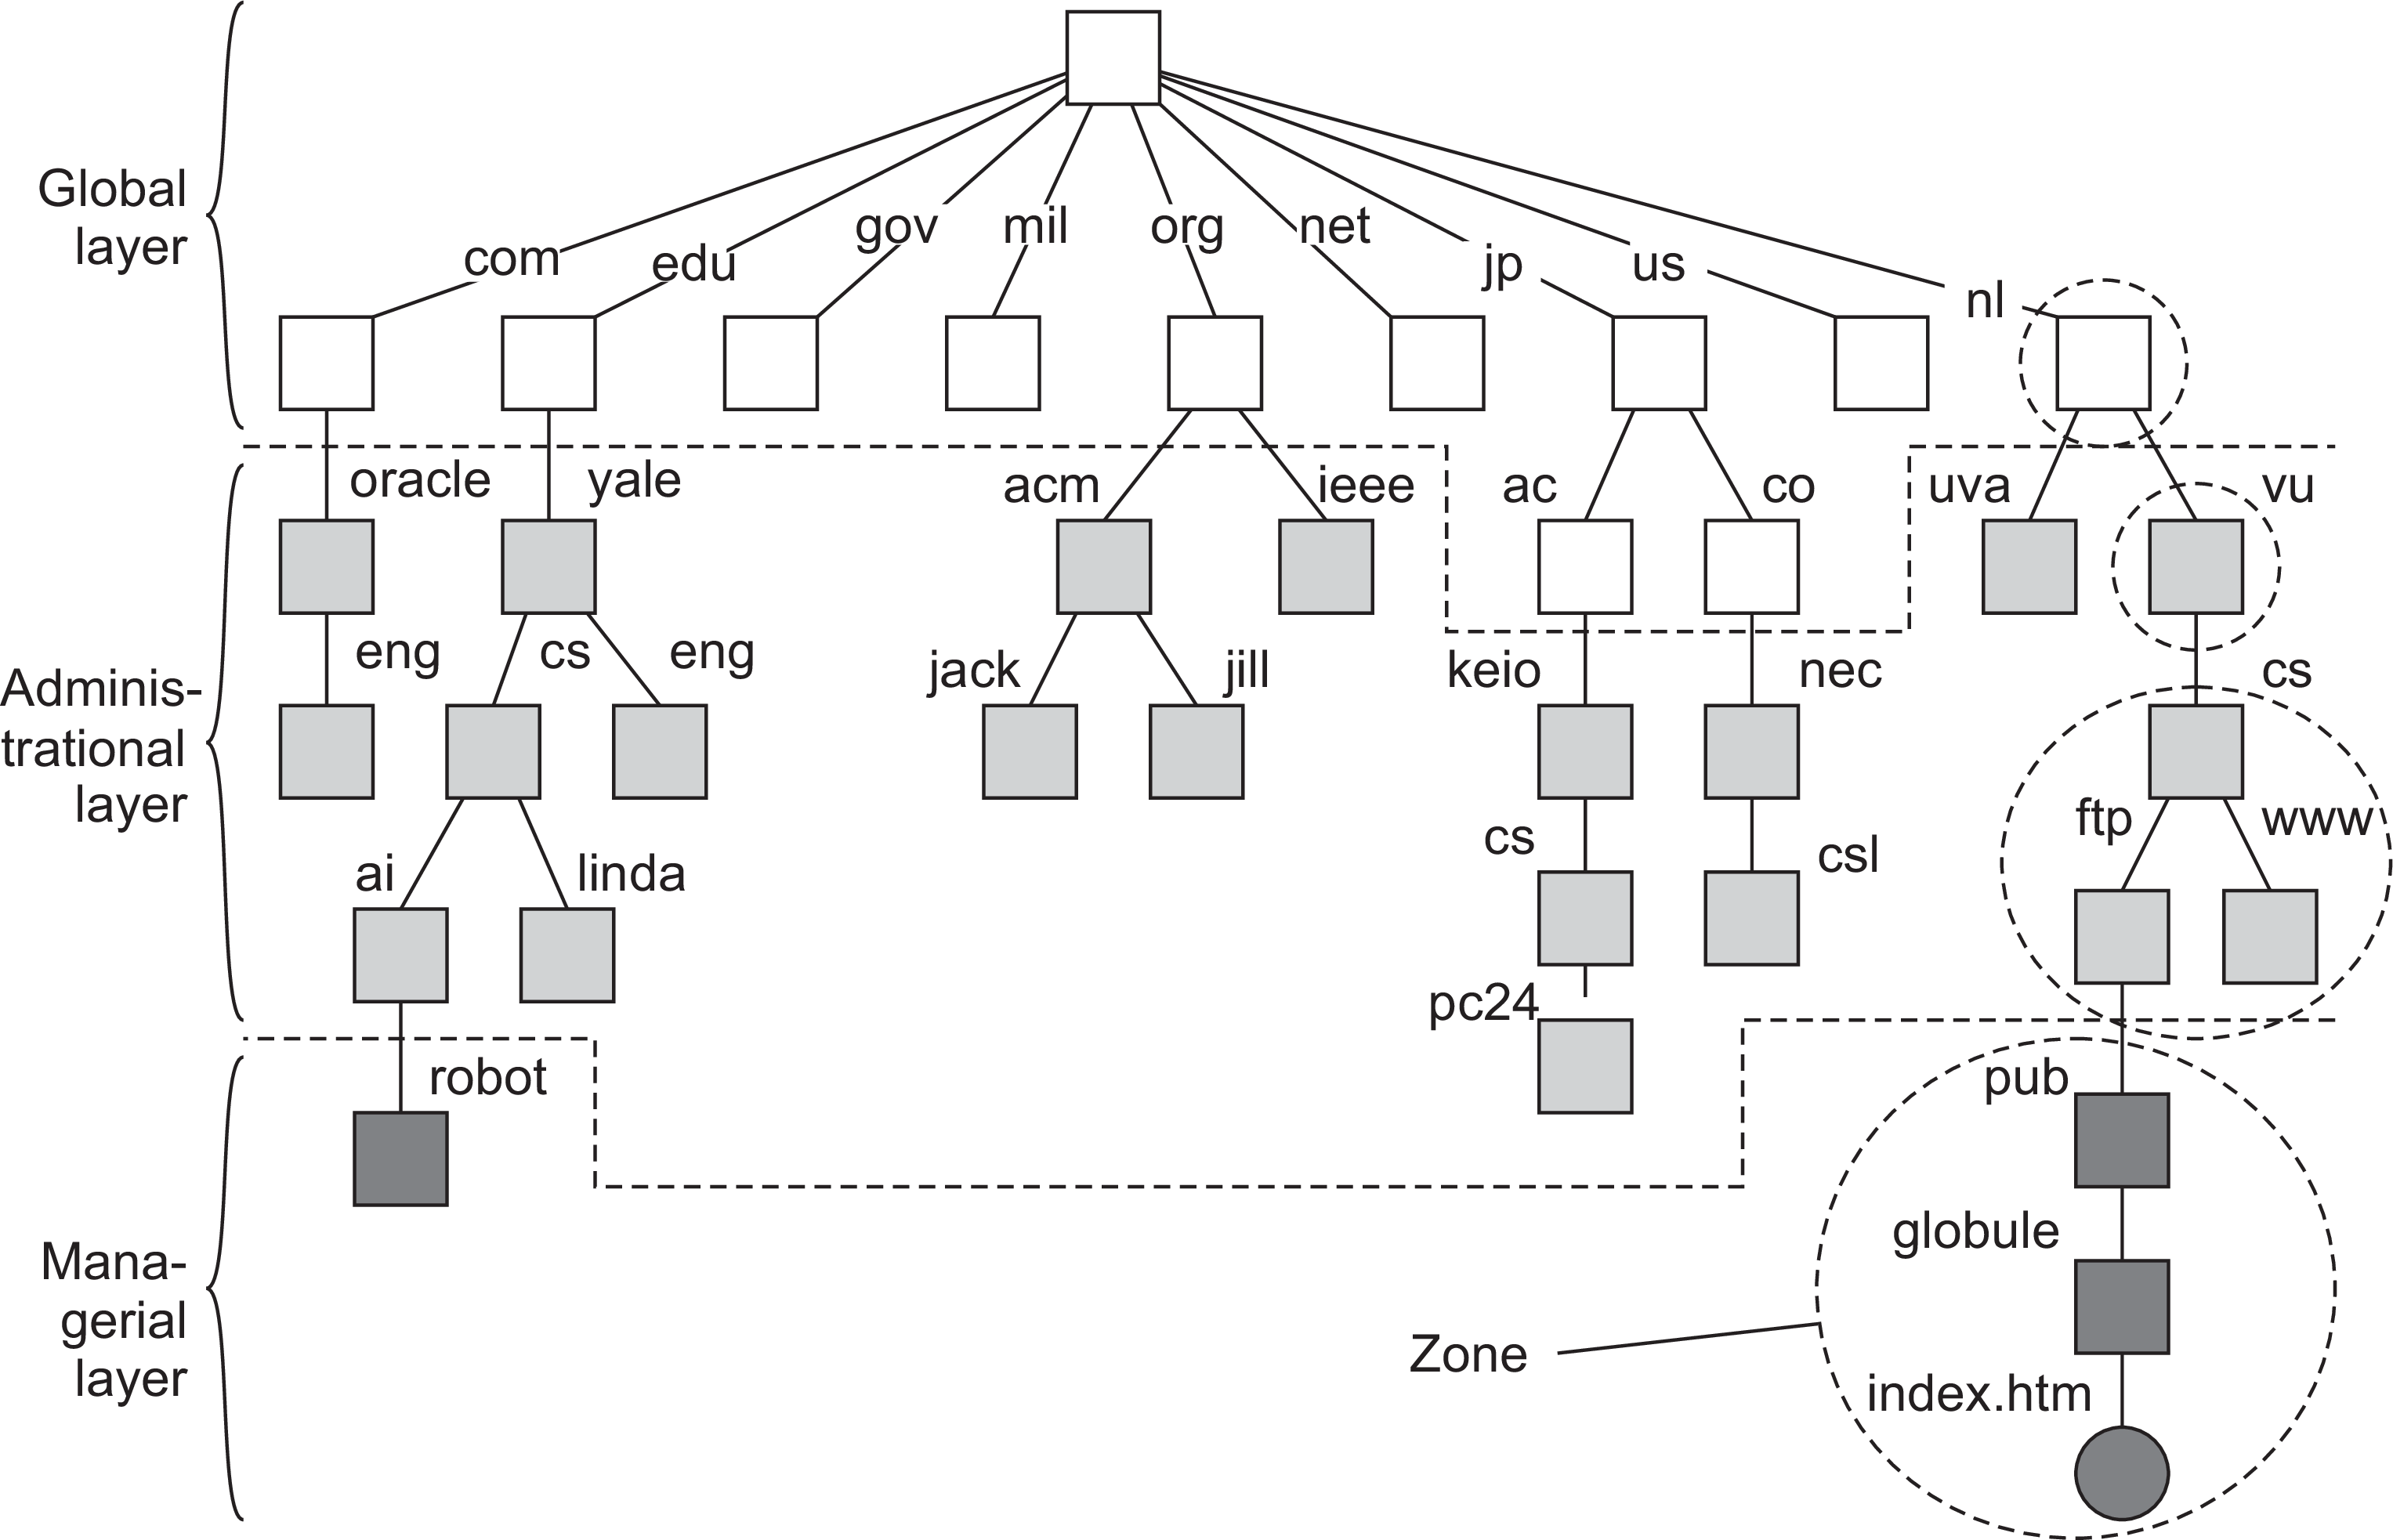 Global
layer
com
edu
gov
mil
org
net
jp
us
nl
oracle
yale
acm
ieee
ac
co
uva
vu
Adminis-
trational
layer
eng
cs
eng
jack
jill
keio
nec
cs
ai
linda
cs
csl
ftp
www
pc24
Mana-
gerial
layer
robot
pub
globule
Zone
index.htm